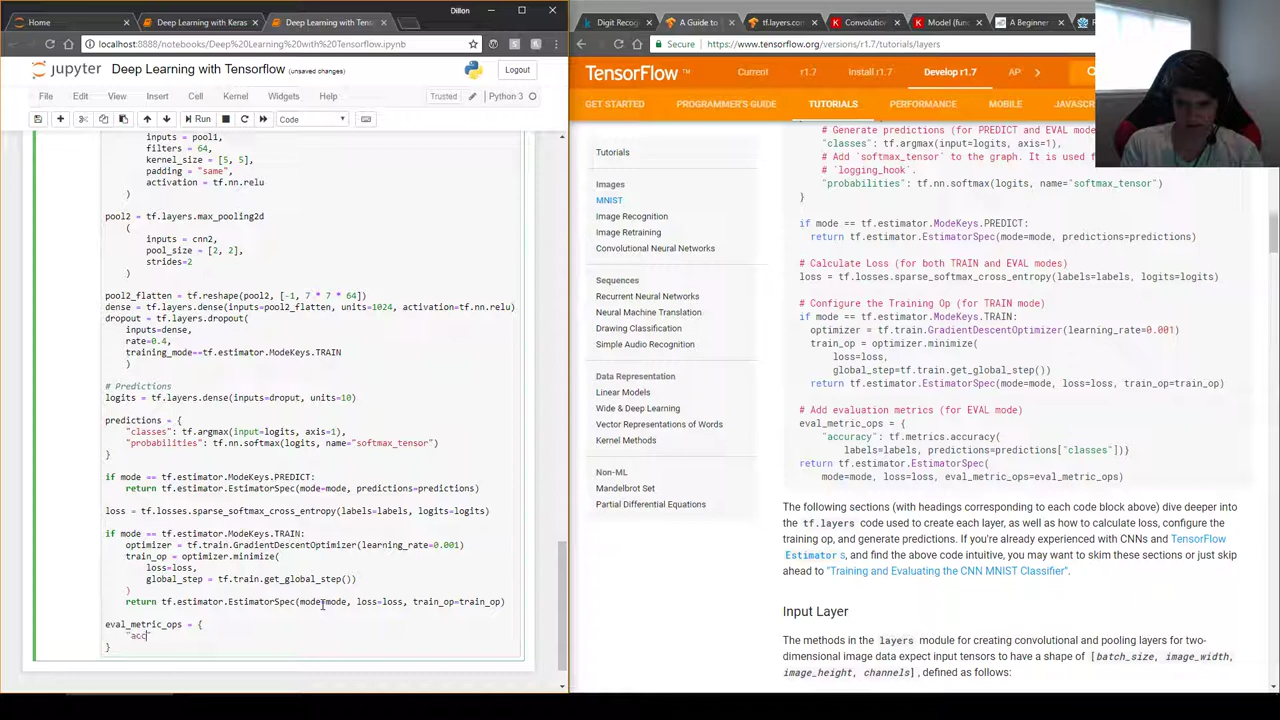 Dillon
Home
Deep Learning with Keras
Deep Learning with Ten
localhost:8888/notebooks/Deep%20Learning%20with%20Tensorflow.ipynb
jupyter
Deep Learning with Tensorflow (unsaved changes)
Logout
File Edit View Insert Cell Kernel Widgets Help
Trusted
Python 3
Run
Code
inputs = pool1,
filters = 64,
kernel_size = [5, 5],
padding = "same",
activation = tf.nn.relu
)
pool2 = tf.layers.max_pooling2d
(
inputs = cnn2,
pool_size = [2, 2],
strides=2
)
pool2_flatten = tf.reshape(pool2, [-1, 7 * 7 * 64])
dense = tf.layers.dense(inputs=pool2_flatten, units=1024, activation=tf.nn.relu)
dropout = tf.layers.dropout(
inputs=dense,
rate=0.4,
training_mode==tf.estimator.ModeKeys.TRAIN
)
# Predictions
logits = tf.layers.dense(inputs=droput, units=10)
predictions = {
"classes": tf.argmax(input=logits, axis=1),
"probabilities": tf.nn.softmax(logits, name="softmax_tensor")
}
if mode == tf.estimator.ModeKeys.PREDICT:
return tf.estimator.EstimatorSpec(mode=mode, predictions=predictions)
loss = tf.losses.sparse_softmax_cross_entropy(labels=labels, logits=logits)
if mode == tf.estimator.ModeKeys.TRAIN:
optimizer = tf.train.GradientDescentOptimizer(learning_rate=0.001)
train_op = optimizer.minimize(
loss=loss,
global_step = tf.train.get_global_step())
)
return tf.estimator.EstimatorSpec(mode=mode, loss=loss, train_op=train_op)
eval_metric_ops = {
"acc"
}
Digit Recog
A Guide to
tf.layers.con
Convolution
Model (func
A Beginner
Secure
https://www.tensorflow.org/versions/r1.7/tutorials/layers
TensorFlow™
Current
r1.7
Install r1.7
Develop r1.7
AP
GET STARTED
PROGRAMMER'S GUIDE
TUTORIALS
PERFORMANCE
MOBILE
JAVASC
Tutorials
Images
MNIST
Image Recognition
Image Retraining
Convolutional Neural Networks
Sequences
Recurrent Neural Networks
Neural Machine Translation
Drawing Classification
Simple Audio Recognition
Data Representation
Linear Models
Wide & Deep Learning
Vector Representations of Words
Kernel Methods
Non-ML
Mandelbrot Set
Partial Differential Equations
# Generate predictions (for PREDICT and EVAL mode
"classes": tf.argmax(input=logits, axis=1),
# Add `softmax_tensor` to the graph. It is used f
# `logging_hook`.
"probabilities": tf.nn.softmax(logits, name="softmax_tensor")
}
if mode == tf.estimator.ModeKeys.PREDICT:
return tf.estimator.EstimatorSpec(mode=mode, predictions=predictions)
# Calculate Loss (for both TRAIN and EVAL modes)
loss = tf.losses.sparse_softmax_cross_entropy(labels=labels, logits=logits)
# Configure the Training Op (for TRAIN mode)
if mode == tf.estimator.ModeKeys.TRAIN:
optimizer = tf.train.GradientDescentOptimizer(learning_rate=0.001)
train_op = optimizer.minimize(
loss=loss,
global_step=tf.train.get_global_step())
return tf.estimator.EstimatorSpec(mode=mode, loss=loss, train_op=train_op)
# Add evaluation metrics (for EVAL mode)
eval_metric_ops = {
"accuracy": tf.metrics.accuracy(
labels=labels, predictions=predictions["classes"])}
return tf.estimator.EstimatorSpec(
mode=mode, loss=loss, eval_metric_ops=eval_metric_ops)
The following sections (with headings corresponding to each code block above) dive deeper into
the tf.layers code used to create each layer, as well as how to calculate loss, configure the
training op, and generate predictions. If you're already experienced with CNNs and TensorFlow
Estimator s, and find the above code intuitive, you may want to skim these sections or just skip
ahead to "Training and Evaluating the CNN MNIST Classifier".
Input Layer
The methods in the layers module for creating convolutional and pooling layers for two-
dimensional image data expect input tensors to have a shape of [batch_size, image_width,
image_height, channels], defined as follows: